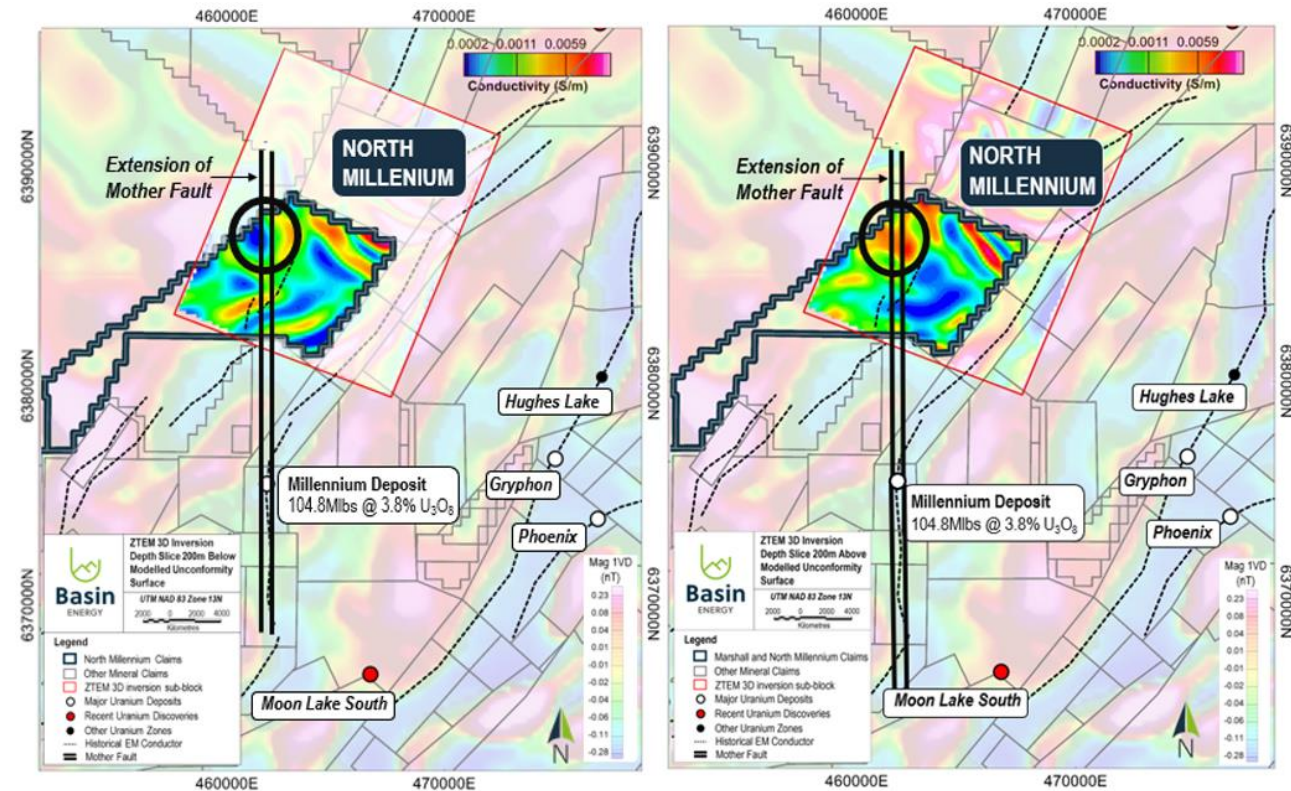 460000E
470000E
0.0002 0.0011 0.0059
Conductivity (S/m)
6390000N
6380000N
6370000N
Extension of
Mother Fault
NORTH
MILLENIUM
Hughes Lake
Gryphon
Millennium Deposit
104.8Mlbs @ 3.8% U₃O₈
Phoenix
Moon Lake South
Basin
ENERGY
ZTEM 3D Inversion
Depth Slice 200m Below
Modelled Unconformity
Surface
UTM NAD 83 Zone 13N
2000 0 2000 4000
Kilometres
Legend
North Millennium Claims
Other Mineral Claims
ZTEM 3D inversion sub-block
Major Uranium Deposits
Recent Uranium Discoveries
Other Uranium Zones
Historical EM Conductor
Mother Fault
Mag 1VD
(nT)
0.23
0.08
0.04
0.01
-0.01
-0.04
-0.06
-0.11
-0.28
N
460000E
470000E
460000E
470000E
0.0002 0.0011 0.0059
Conductivity (S/m)
6390000N
6380000N
6370000N
Extension of
Mother Fault
NORTH
MILLENNIUM
Hughes Lake
Gryphon
Millennium Deposit
104.8Mlbs @ 3.8% U₃O₈
Phoenix
Moon Lake South
Basin
ENERGY
ZTEM 3D Inversion
Depth Slice 200m Above
Modelled Unconformity
Surface
UTM NAD 83 Zone 13N
2000 0 2000 4000
Kilometres
Legend
Marshall and North Millennium Claims
Other Mineral Claims
ZTEM 3D inversion sub-block
Major Uranium Deposits
Recent Uranium Discoveries
Other Uranium Zones
Historical EM Conductor
Mother Fault
Mag 1VD
(nT)
0.23
0.08
0.04
0.01
-0.01
-0.04
-0.06
-0.11
-0.28
N
460000E
470000E